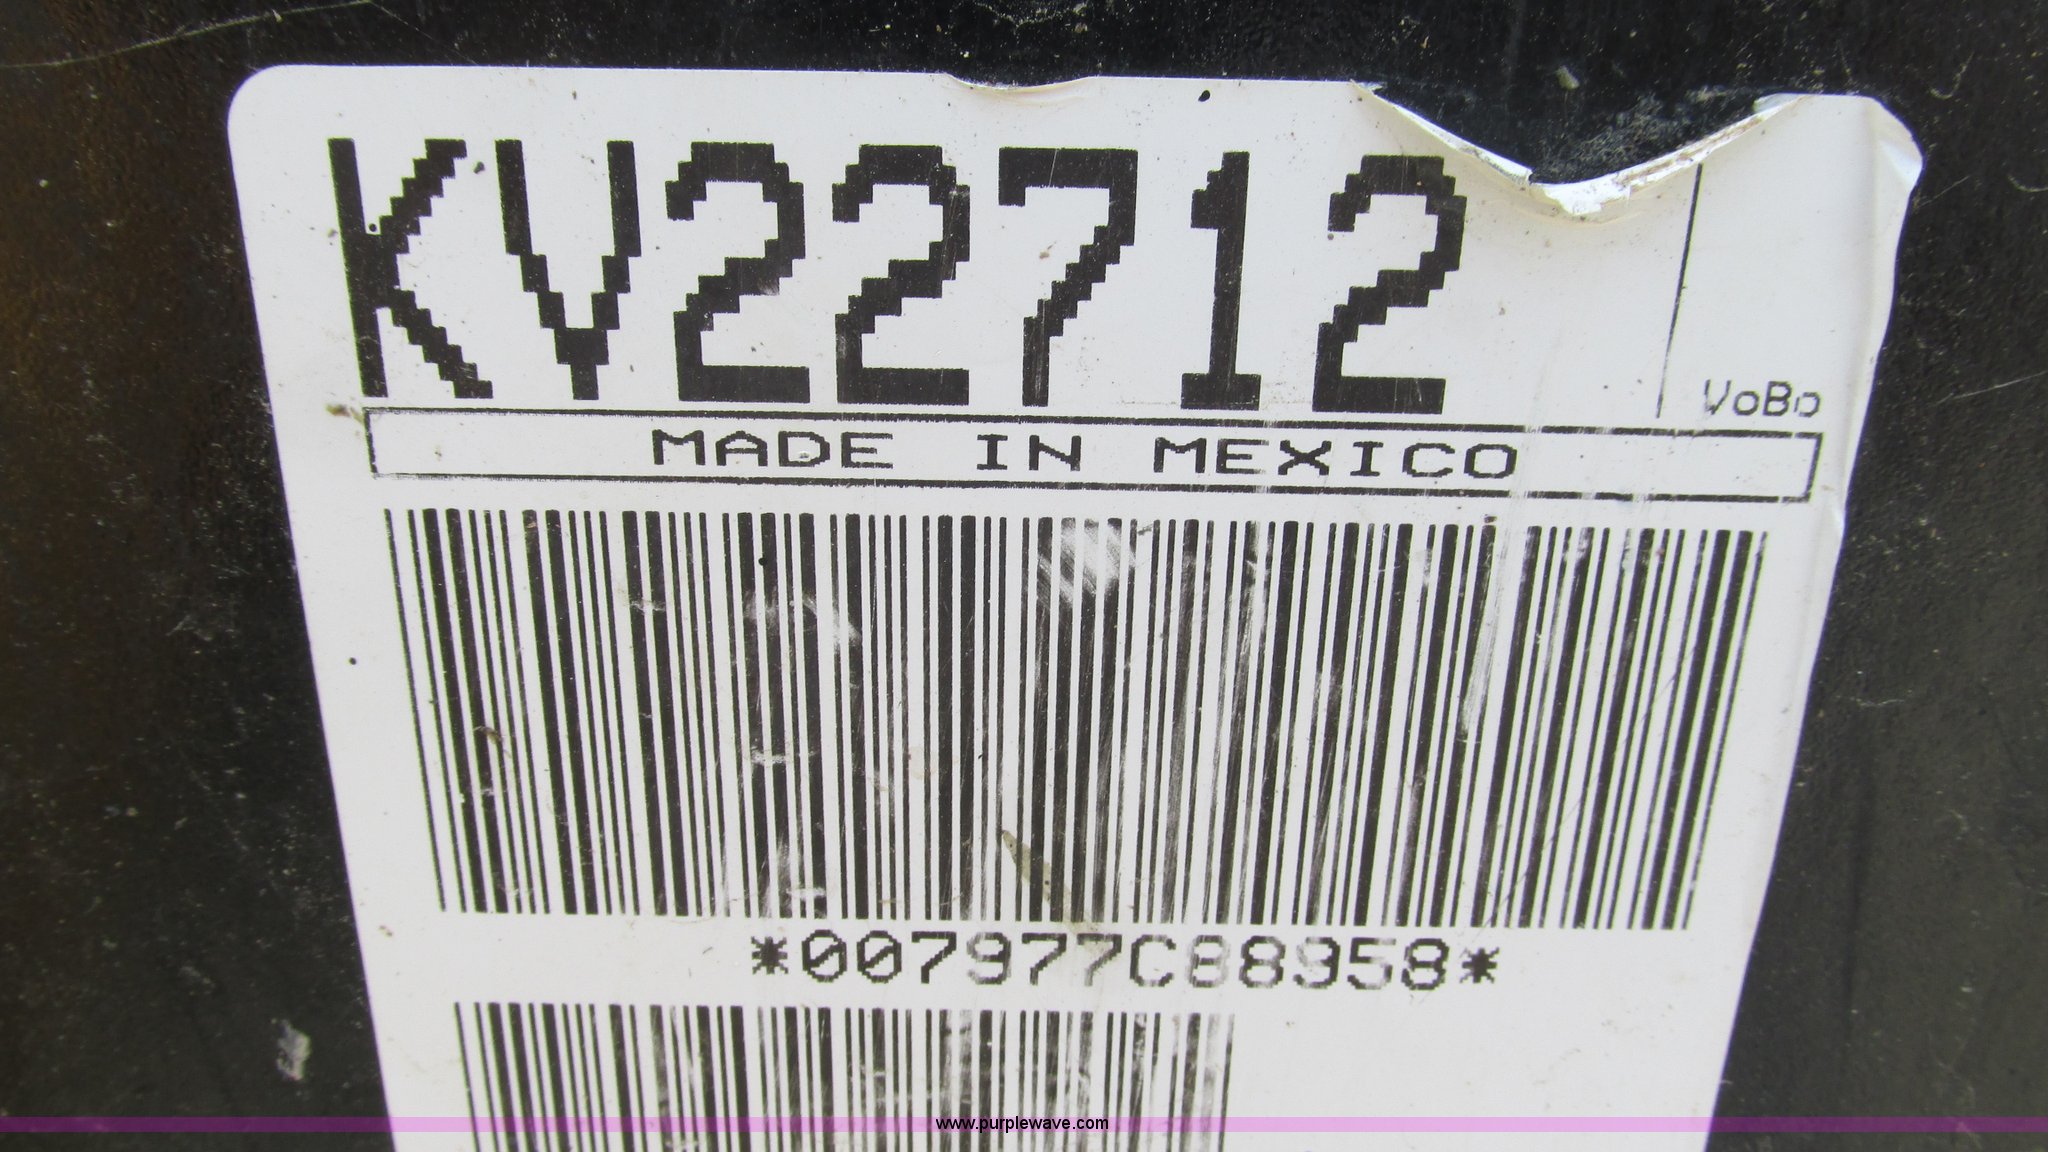 KV22712
VoBo
MADE IN MEXICO
*007977C88958*
www.purplewave.com